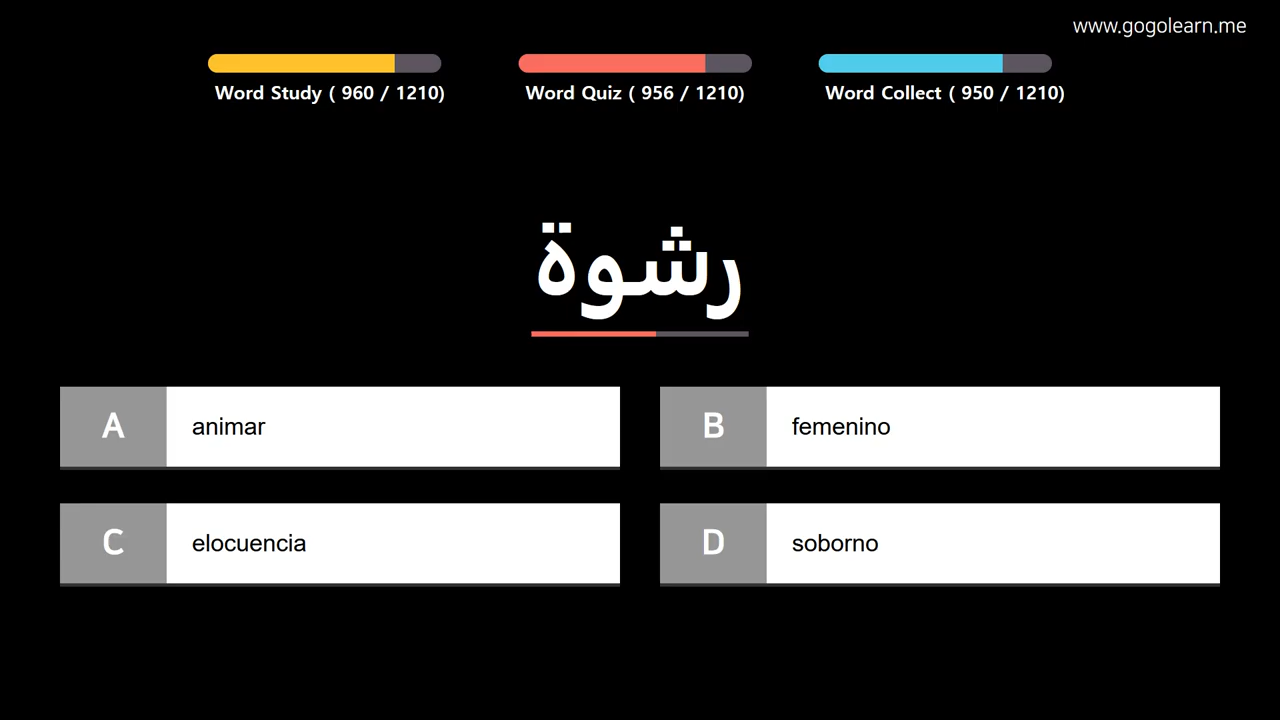 www.gogolearn.me
Word Study ( 960 / 1210)
Word Quiz ( 956 / 1210)
Word Collect ( 950 / 1210)
رشوة
A animar
B femenino
C elocuencia
D soborno